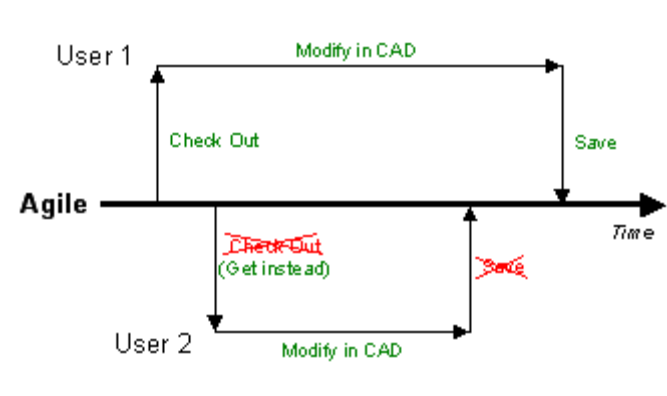 User 1
Modify in CAD
Check Out
Save
Agile
Time
Check Out
(Get instead)
Save
User 2
Modify in CAD